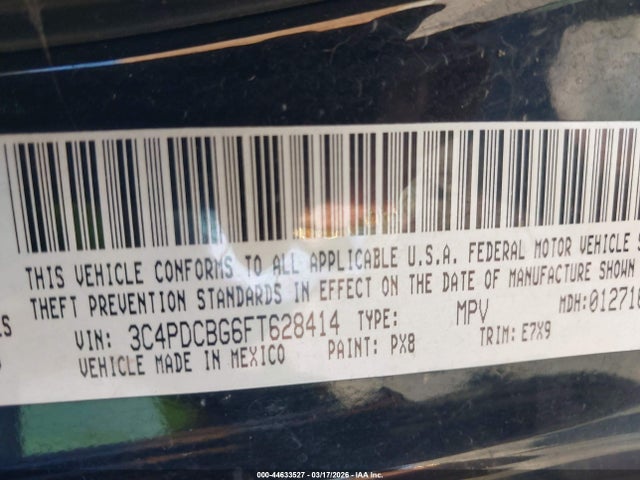 THIS VEHICLE CONFORMS TO ALL APPLICABLE U.S.A. FEDERAL MOTOR VEHICLE S
THEFT PREVENTION STANDARDS IN EFFECT ON THE DATE OF MANUFACTURE SHOWN
VIN: 3C4PDCBG6FT628414 TYPE: MPV MDH:01271
VEHICLE MADE IN MEXICO PAINT: PX8 TRIM: E7X9
000-44633527 - 03/17/2026 - IAA Inc.